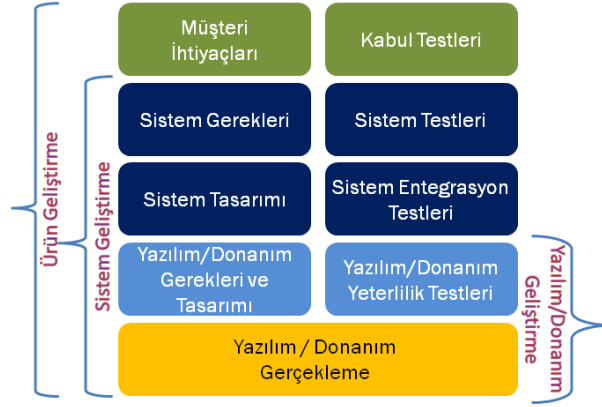 Müşteri
İhtiyaçları
Kabul Testleri
Sistem Gerekleri
Sistem Testleri
Sistem Tasarımı
Sistem Entegrasyon
Testleri
Yazılım/Donanım
Gerekleri ve
Tasarımı
Yazılım/Donanım
Yeterlilik Testleri
Yazılım / Donanım
Gerçekleme
Ürün Geliştirme
Sistem Geliştirme
Yazılım/Donanım
Geliştirme